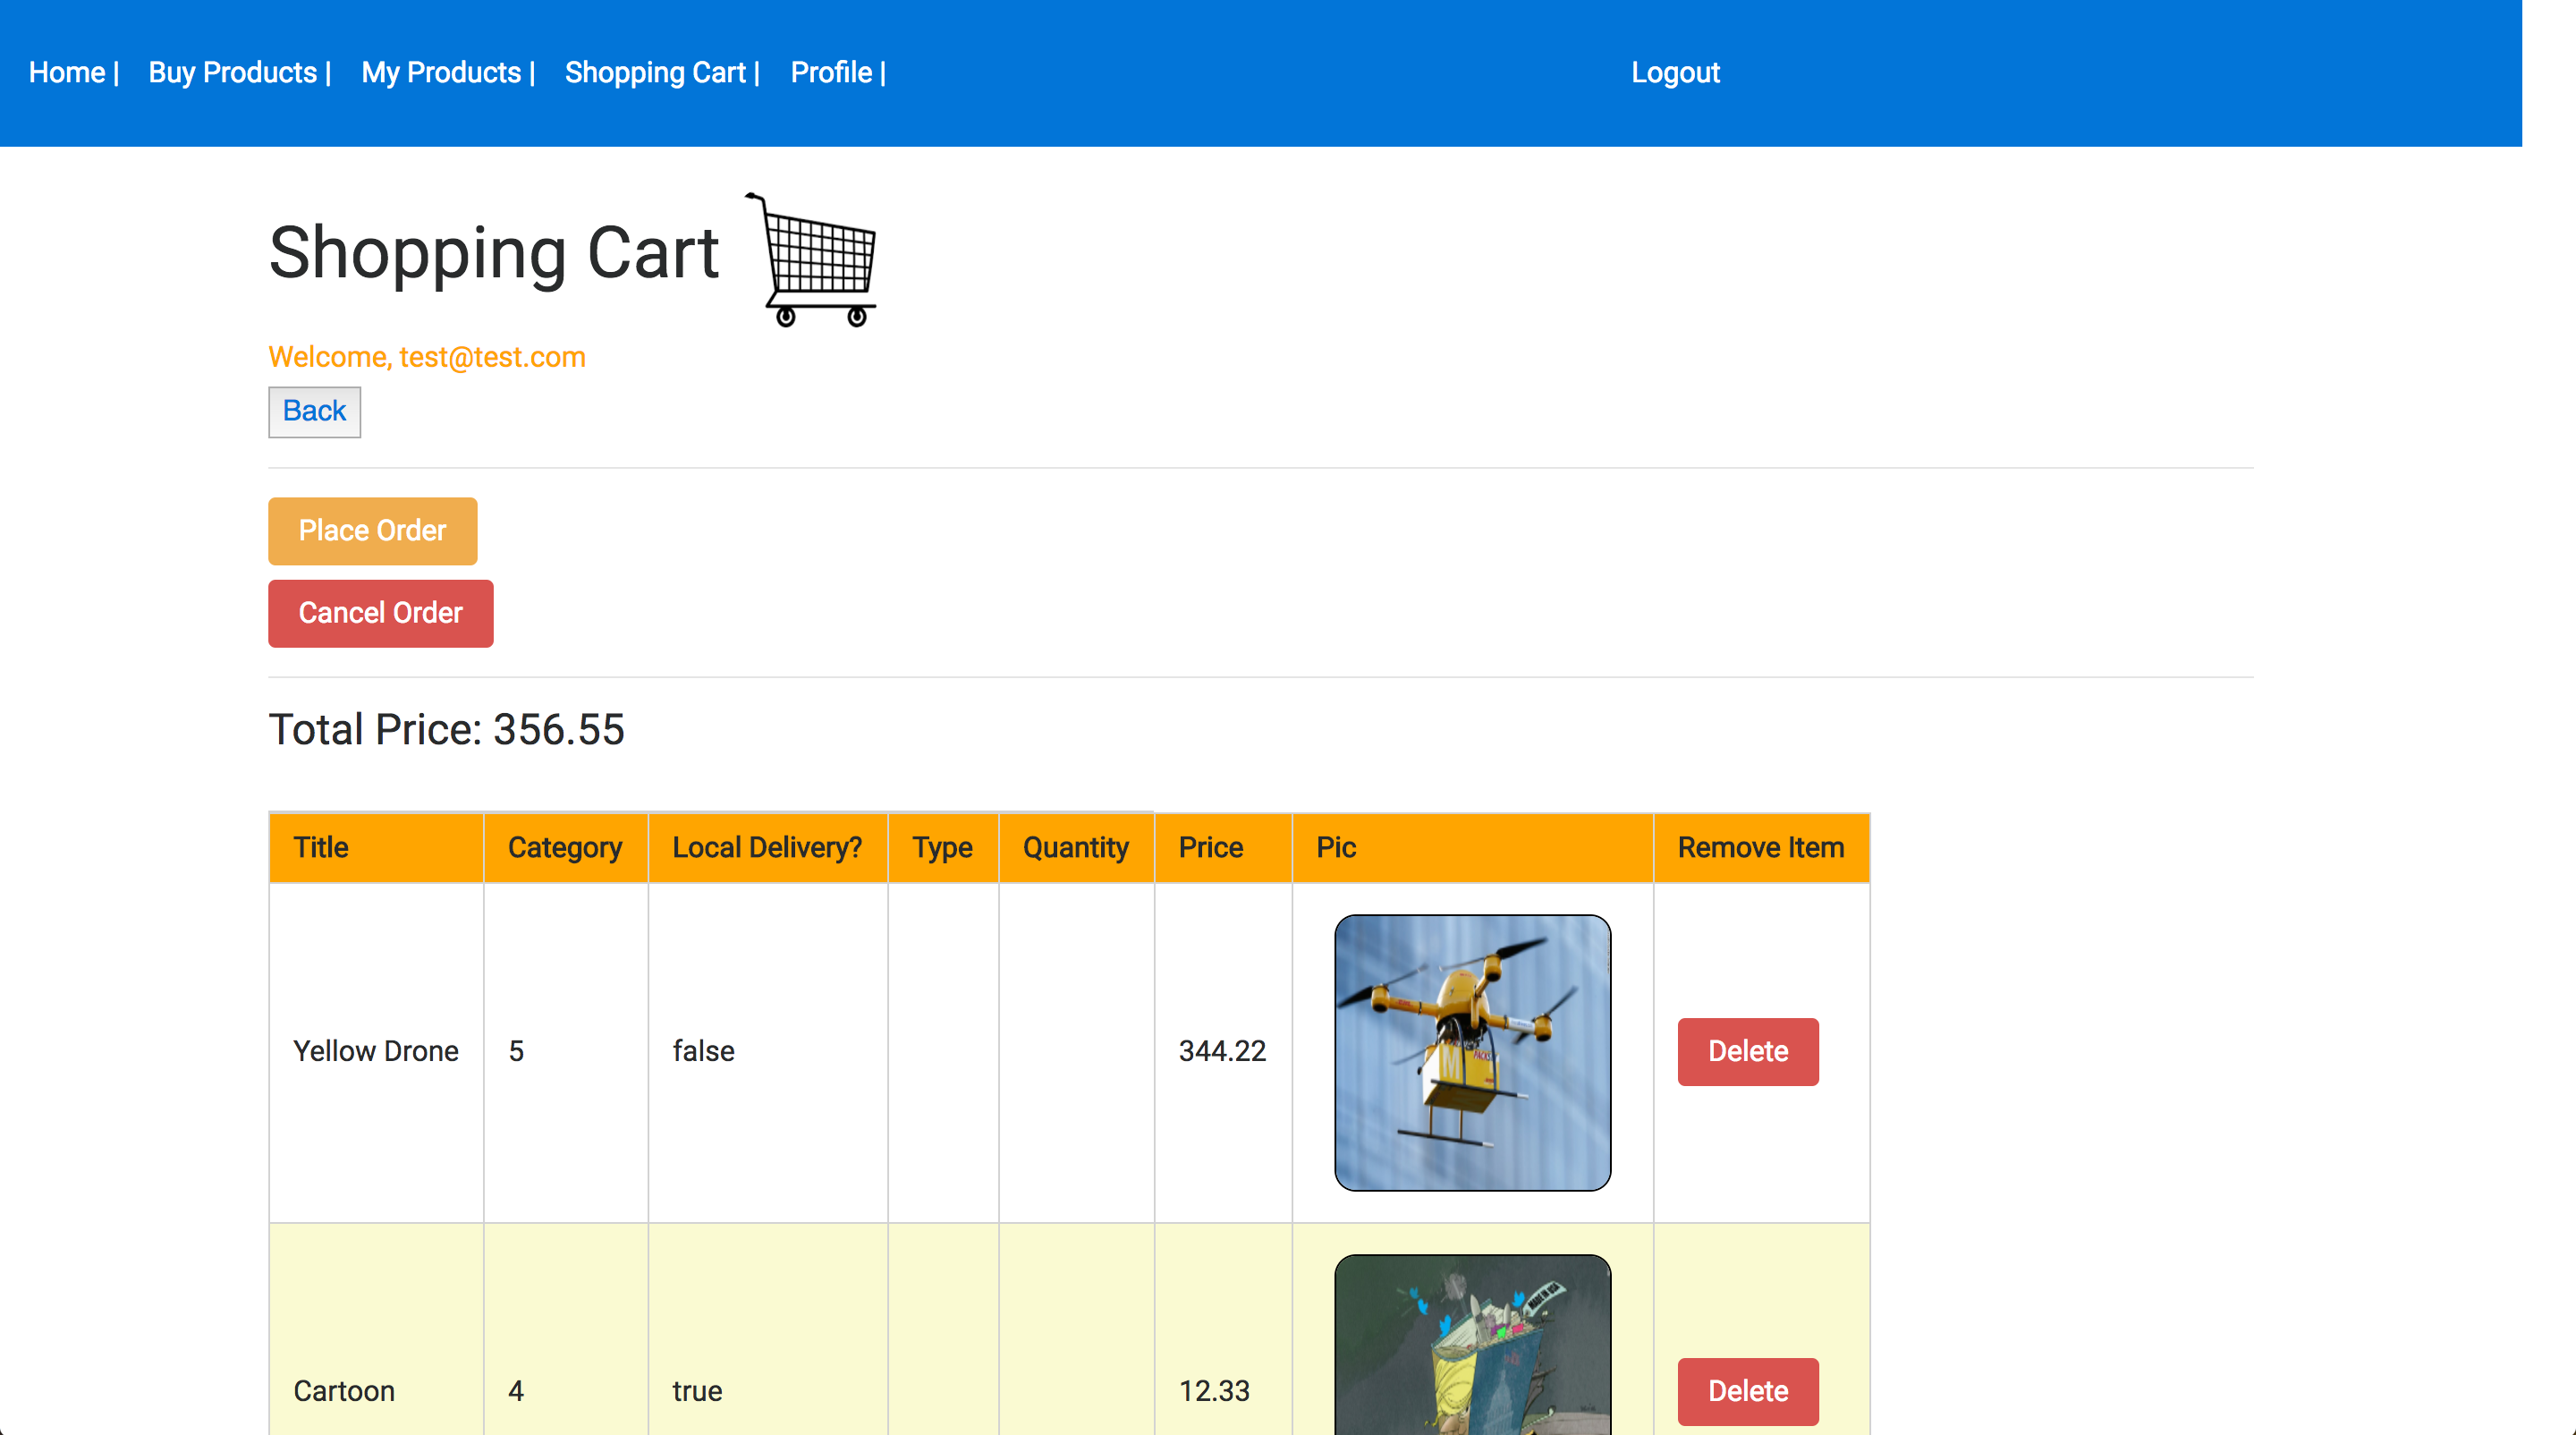 Home | Buy Products | My Products | Shopping Cart | Profile | Logout
Shopping Cart
Welcome, test@test.com
Back
Place Order
Cancel Order
Total Price: 356.55
Title Category Local Delivery? Type Quantity Price Pic Remove Item
Yellow Drone 5 false 344.22 Delete
M
Cartoon 4 true 12.33 Delete